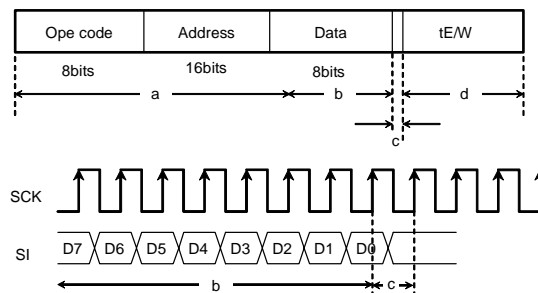 Ope code Address Data tE/W
8bits 16bits 8bits
a b d
c
SCK
SI D7 D6 D5 D4 D3 D2 D1 D0
b c